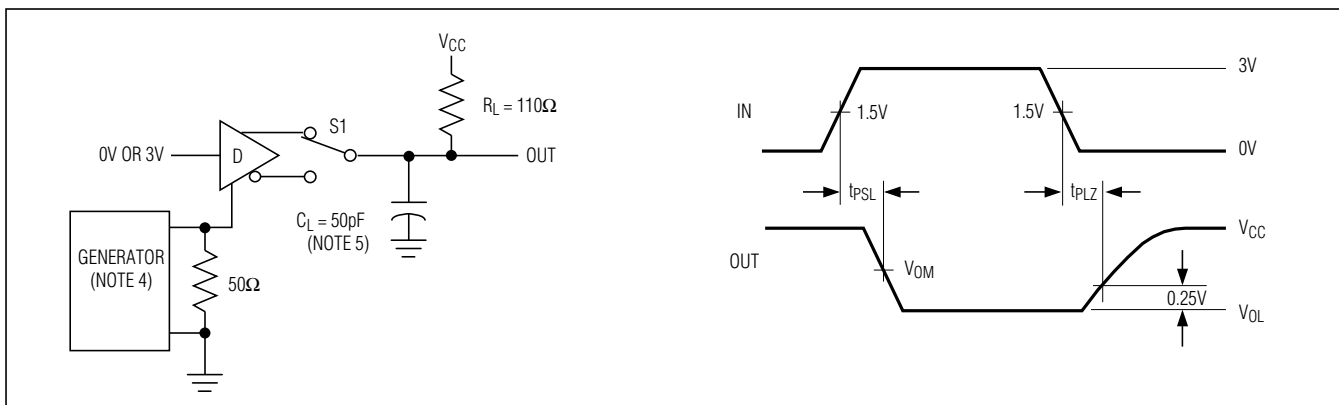 VCC
RL = 110Ω
S1
0V OR 3V
D
OUT
CL = 50pF
(NOTE 5)
GENERATOR
(NOTE 4)
50Ω
3V
IN
1.5V
1.5V
0V
tPSL
tPLZ
VCC
OUT
VOM
0.25V
VOL